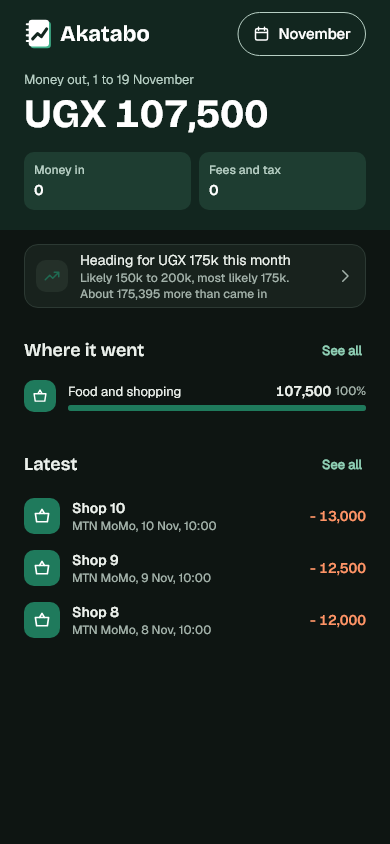 Akatabo
November
Money out, 1 to 19 November
UGX 107,500
Money in
0
Fees and tax
0
Heading for UGX 175k this month
Likely 150k to 200k, most likely 175k.
About 175,395 more than came in
Where it went
See all
Food and shopping
107,500 100%
Latest
See all
Shop 10
MTN MoMo, 10 Nov, 10:00
- 13,000
Shop 9
MTN MoMo, 9 Nov, 10:00
- 12,500
Shop 8
MTN MoMo, 8 Nov, 10:00
- 12,000